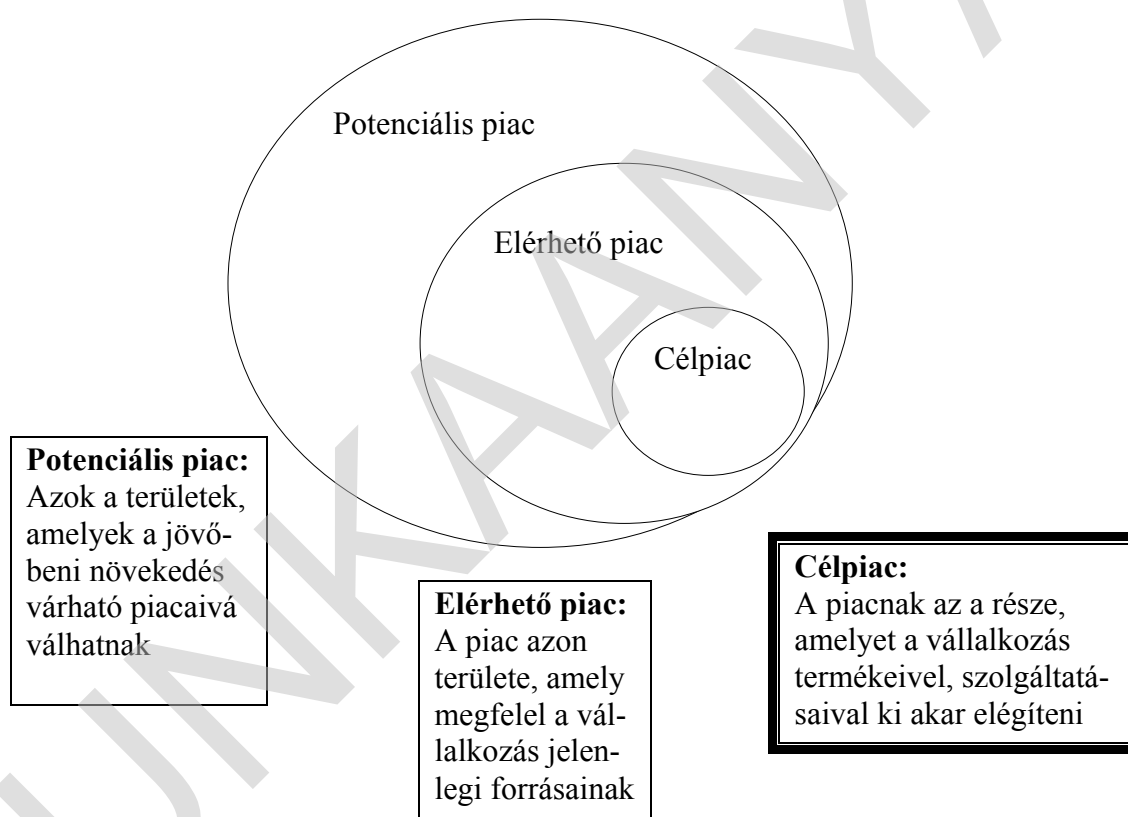 Potenciális piac
Elérhető piac
Célpiac
Potenciális piac:
Azok a területek,
amelyek a jövő-
beni növekedés
várható piacaivá
válhatnak
Elérhető piac:
A piac azon
területe, amely
megfelel a vál-
lalkozás jelen-
legi forrásainak
Célpiac:
A piacnak az a része,
amelyet a vállalkozás
termékeivel, szolgáltatá-
saival ki akar elégíteni
UNKAANYA